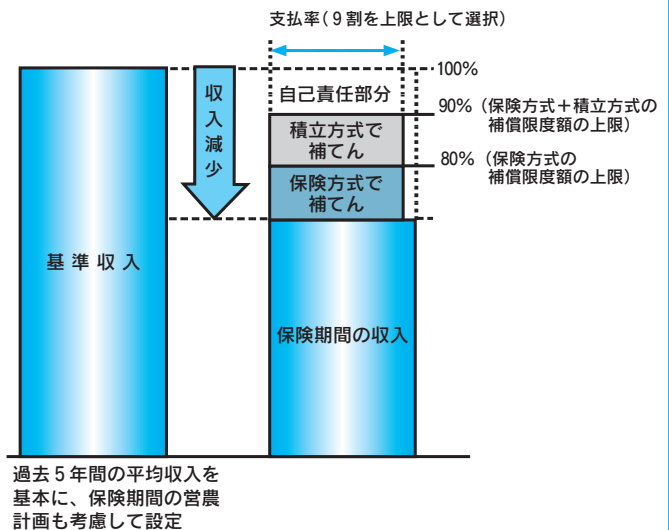 支払率(9割を上限として選択)
100%
収入減少
自己責任部分
90%(保険方式+積立方式の
補償限度額の上限)
積立方式で
補てん
80%(保険方式の
補償限度額の上限)
保険方式で
補てん
基準収入
保険期間の収入
過去5年間の平均収入を
基本に、保険期間の営農
計画も考慮して設定